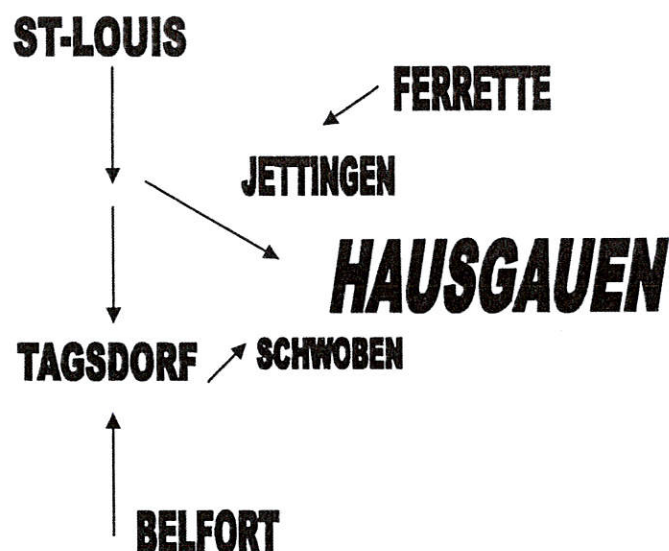 ST-LOUIS
FERRETTE
JETTINGEN
HAUSGAUEN
TAGSDORF
SCHWOBEN
BELFORT